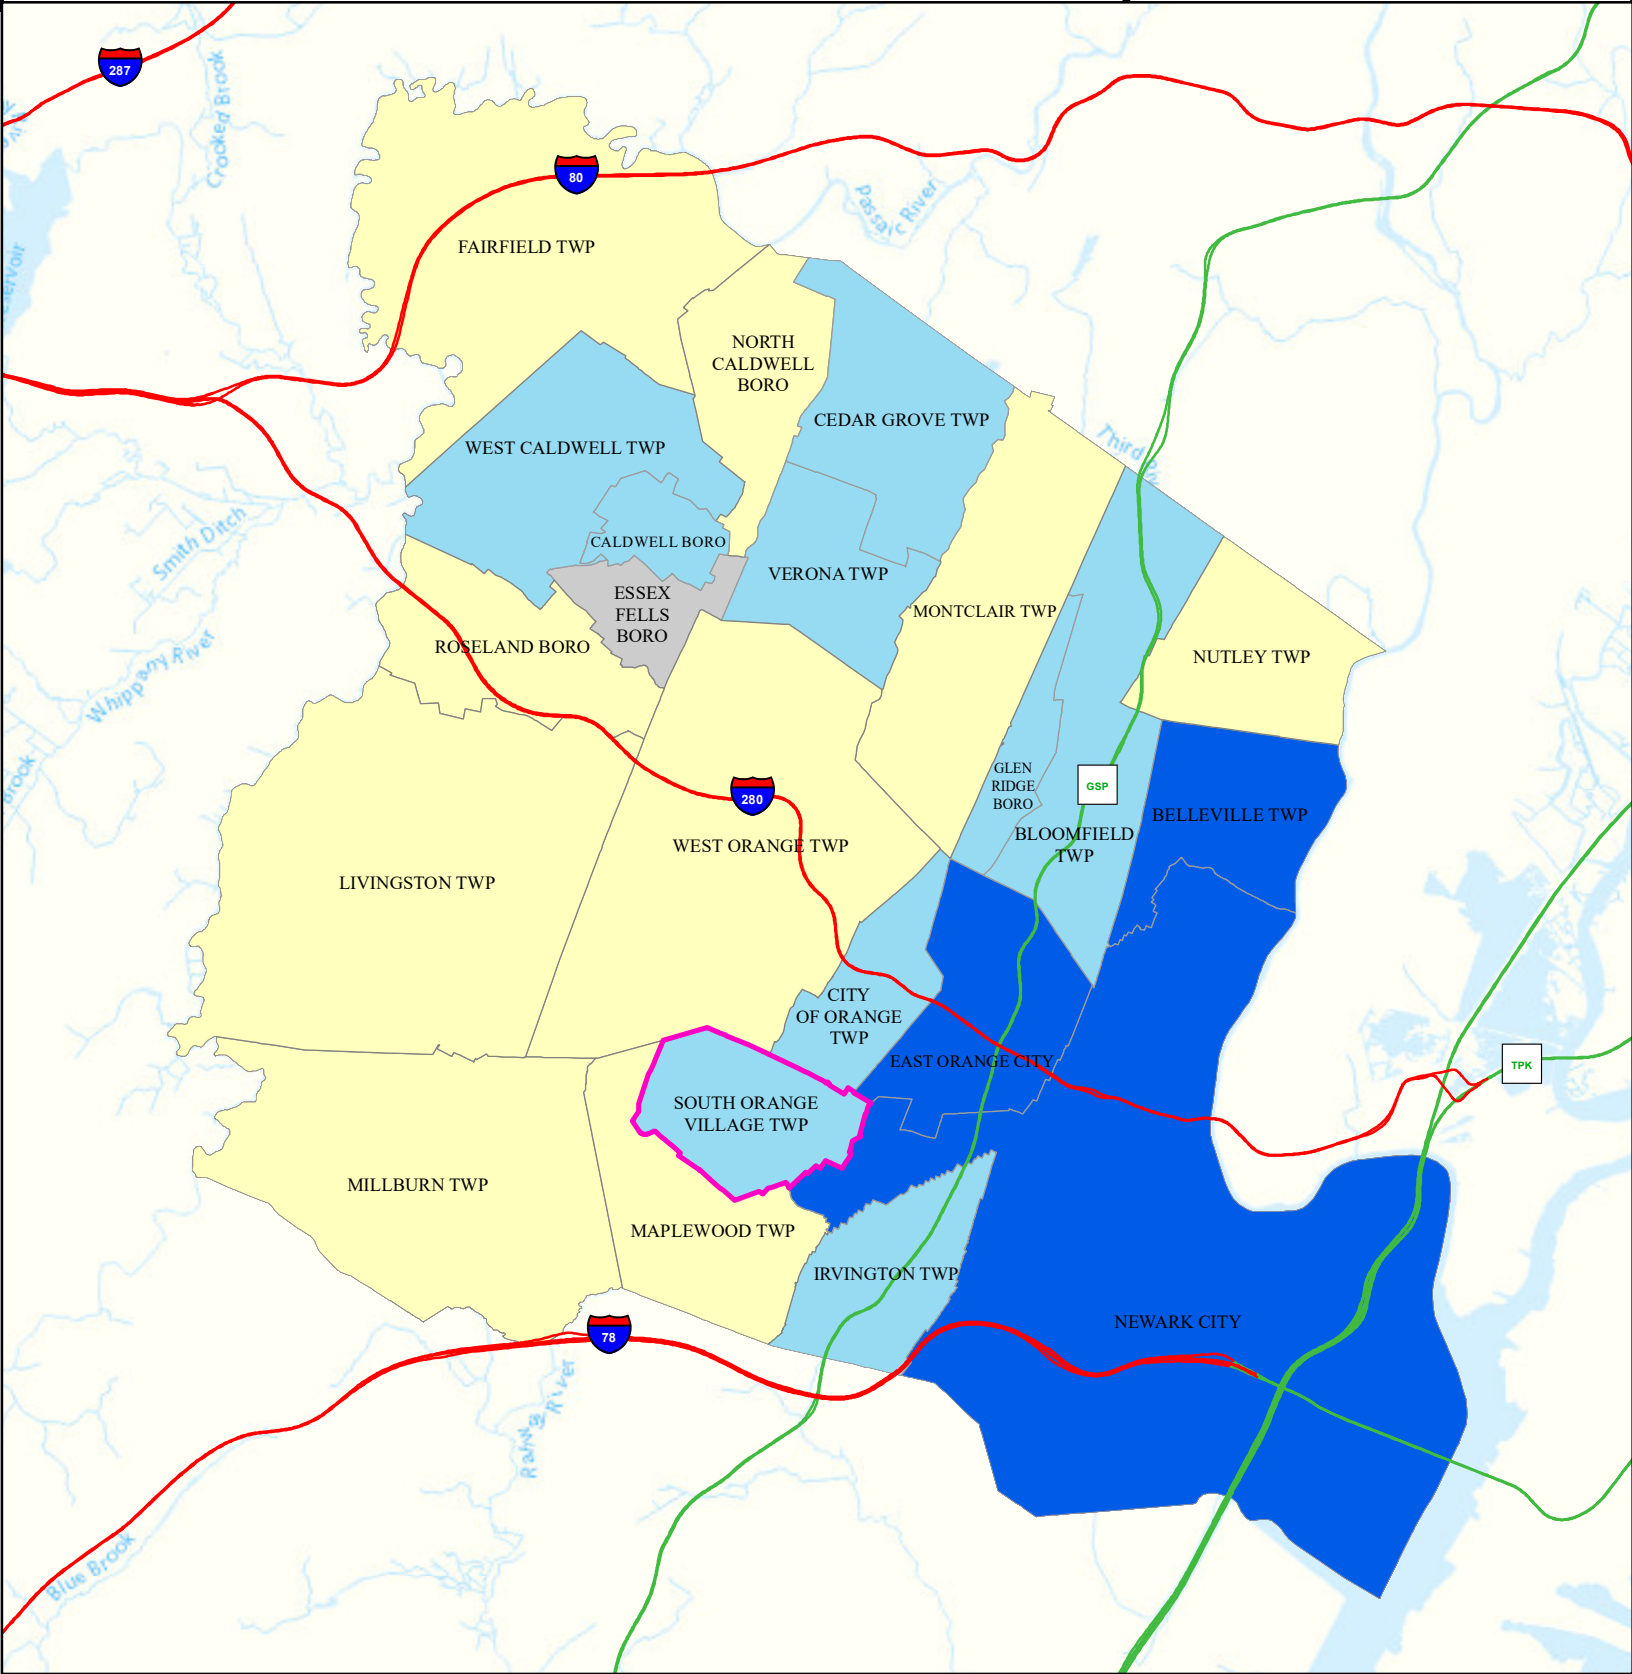 287
Crooked Brook
80
Passaic River
FAIRFIELD TWP
NORTH
CALDWELL
BORO
CEDAR GROVE TWP
WEST CALDWELL TWP
Third
Smith Ditch
CALDWELL BORO
VERONA TWP
ESSEX
FELLS
BORO
MONTCLAIR TWP
ROSELAND BORO
NUTLEY TWP
Whippany River
Brook
GLEN
RIDGE
BORO
GSP
280
BELLEVILLE TWP
BLOOMFIELD
TWP
WEST ORANGE TWP
LIVINGSTON TWP
CITY
OF ORANGE
TWP
EAST ORANGE CITY
TPK
SOUTH ORANGE
VILLAGE TWP
MILLBURN TWP
MAPLEWOOD TWP
IRVINGTON TWP
NEWARK CITY
78
River
Blue Brook